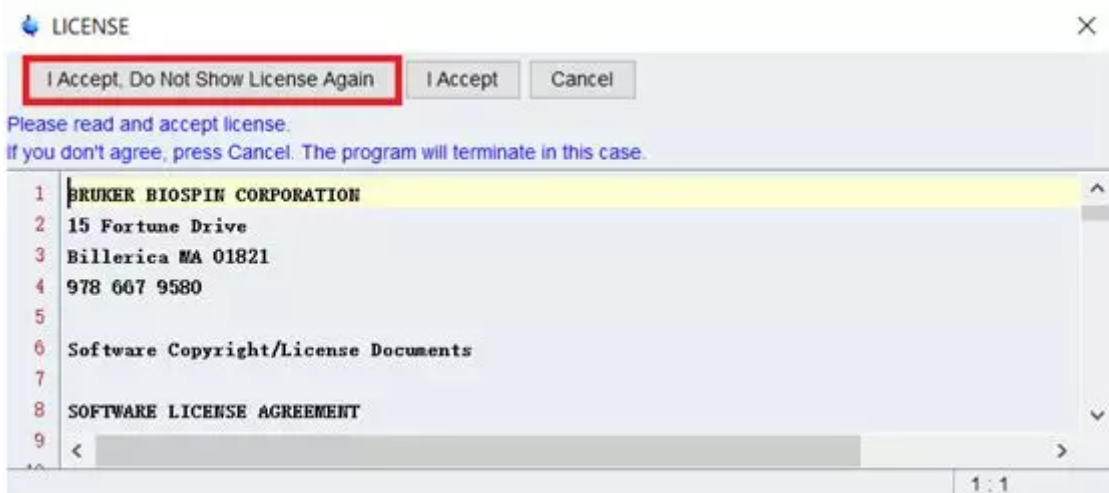 LICENSE
I Accept, Do Not Show License Again I Accept Cancel
Please read and accept license.
If you don't agree, press Cancel. The program will terminate in this case.
1 BRUKER BIOSPIN CORPORATION
2 15 Fortune Drive
3 Billerica MA 01821
4 978 667 9580
5
6 Software Copyright/License Documents
7
8 SOFTWARE LICENSE AGREEMENT
9
1 : 1